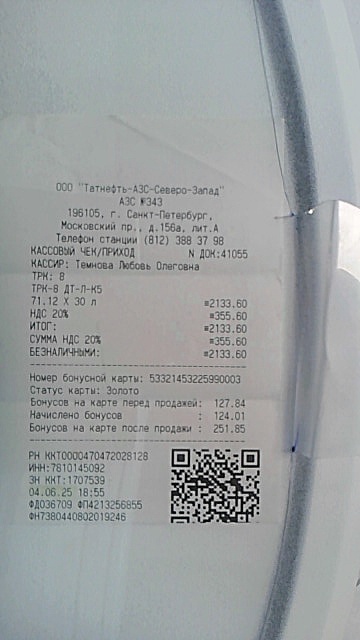 ООО "Татнефть-АЗС-Северо-Запад"
АЗС №343
196105, г. Санкт-Петербург,
Московский пр., д.156а, лит.А
Телефон станции (812) 388 37 98
КАССОВЫЙ ЧЕК/ПРИХОД N ДОК:41055
КАССИР: Темнова Любовь Олеговна
ТРК: 8
ТРК-8 ДТ-Л-К5
71.12 X 30 л =2133.60
НДС 20% =355.60
ИТОГ: =2133.60
СУММА НДС 20% =355.60
БЕЗНАЛИЧНЫМИ: =2133.60
Номер бонусной карты: 53321453225990003
Статус карты: Золото
Бонусов на карте перед продажей: 127.84
Начислено бонусов : 124.01
Бонусов на карте после продажи : 251.85
РН ККТ0000470472028128
ИНН:7810145092
ЗН ККТ:1707539
04.06.25 18:55
ФД036709 ФП4213256855
ФН7380440802019246